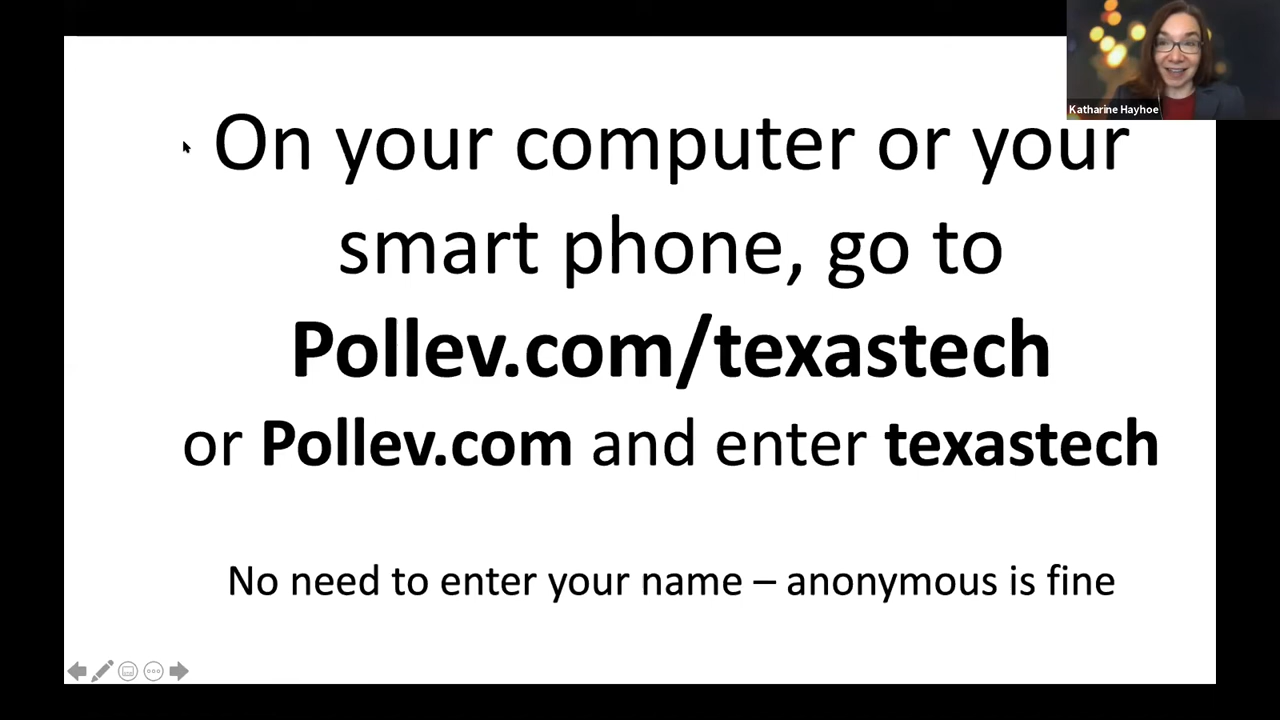 Katharine Hayhoe
On your computer or your
smart phone, go to
Pollev.com/texastech
or Pollev.com and enter texastech
No need to enter your name – anonymous is fine